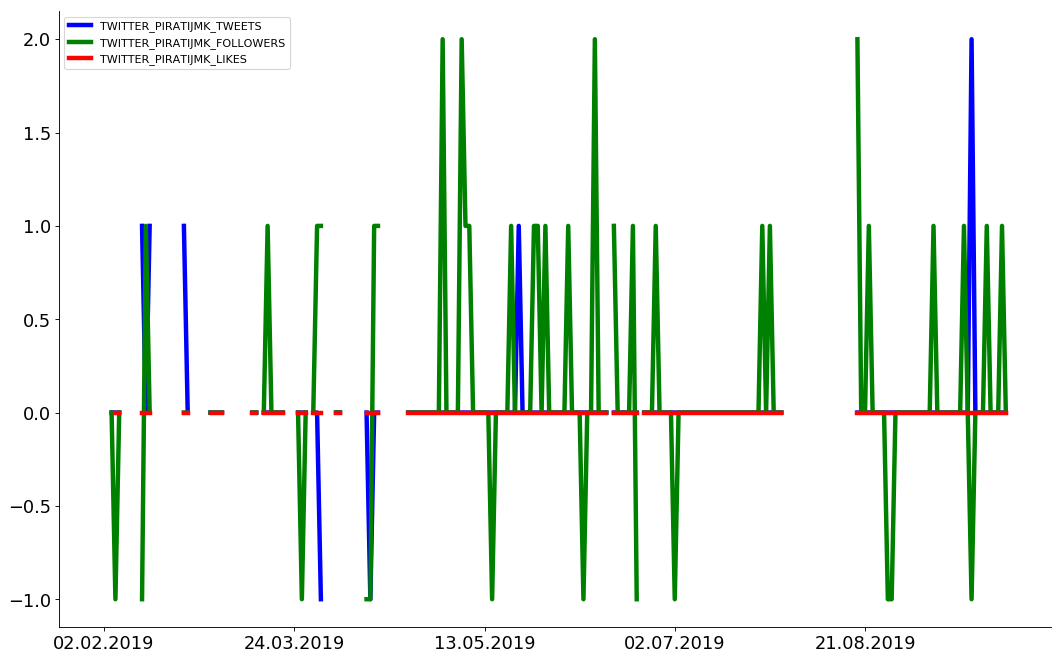 TWITTER_PIRATIJMK_TWEETS
TWITTER_PIRATIJMK_FOLLOWERS
TWITTER_PIRATIJMK_LIKES
2.0
1.5
1.0
0.5
0.0
−0.5
−1.0
02.02.2019 24.03.2019 13.05.2019 02.07.2019 21.08.2019